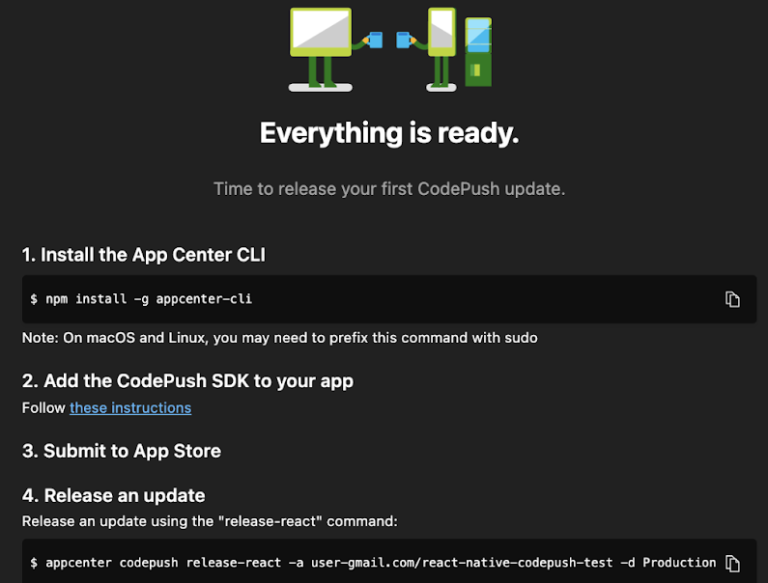 Everything is ready.
Time to release your first CodePush update.
1. Install the App Center CLI
$ npm install -g appcenter-cli
Note: On macOS and Linux, you may need to prefix this command with sudo
2. Add the CodePush SDK to your app
Follow these instructions
3. Submit to App Store
4. Release an update
Release an update using the "release-react" command:
$ appcenter codepush release-react -a user-gmail.com/react-native-codepush-test -d Production